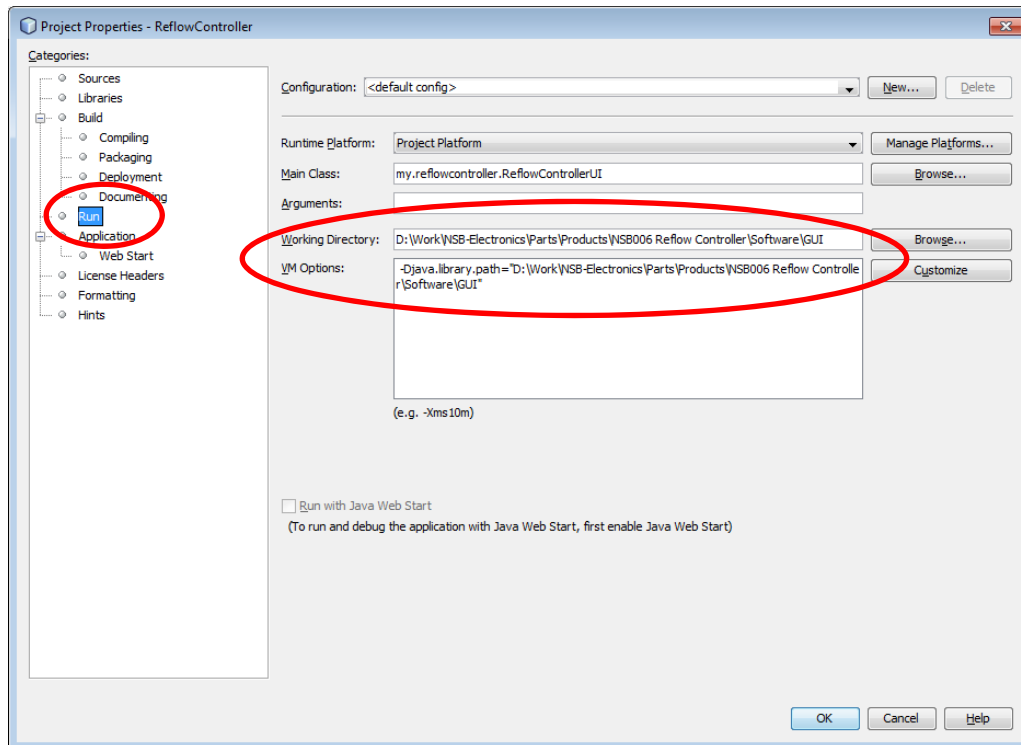 Project Properties - ReflowController
Categories:
Sources
Libraries
Build
Compiling
Packaging
Deployment
Documenting
Run
Application
Web Start
License Headers
Formatting
Hints
Configuration: <default config> New... Delete
Runtime Platform: Project Platform Manage Platforms...
Main Class: my.reflowcontroller.ReflowControllerUI Browse...
Arguments:
Working Directory: D:\Work\NSB-Electronics\Parts\Products\NSB006 Reflow Controller\Software\GUI Browse...
VM Options: -Djava.library.path="D:\Work\NSB-Electronics\Parts\Products\NSB006 Reflow Controlle Customize
r\Software\GUI"
(e.g. -Xms10m)
Run with Java Web Start
(To run and debug the application with Java Web Start, first enable Java Web Start)
OK Cancel Help